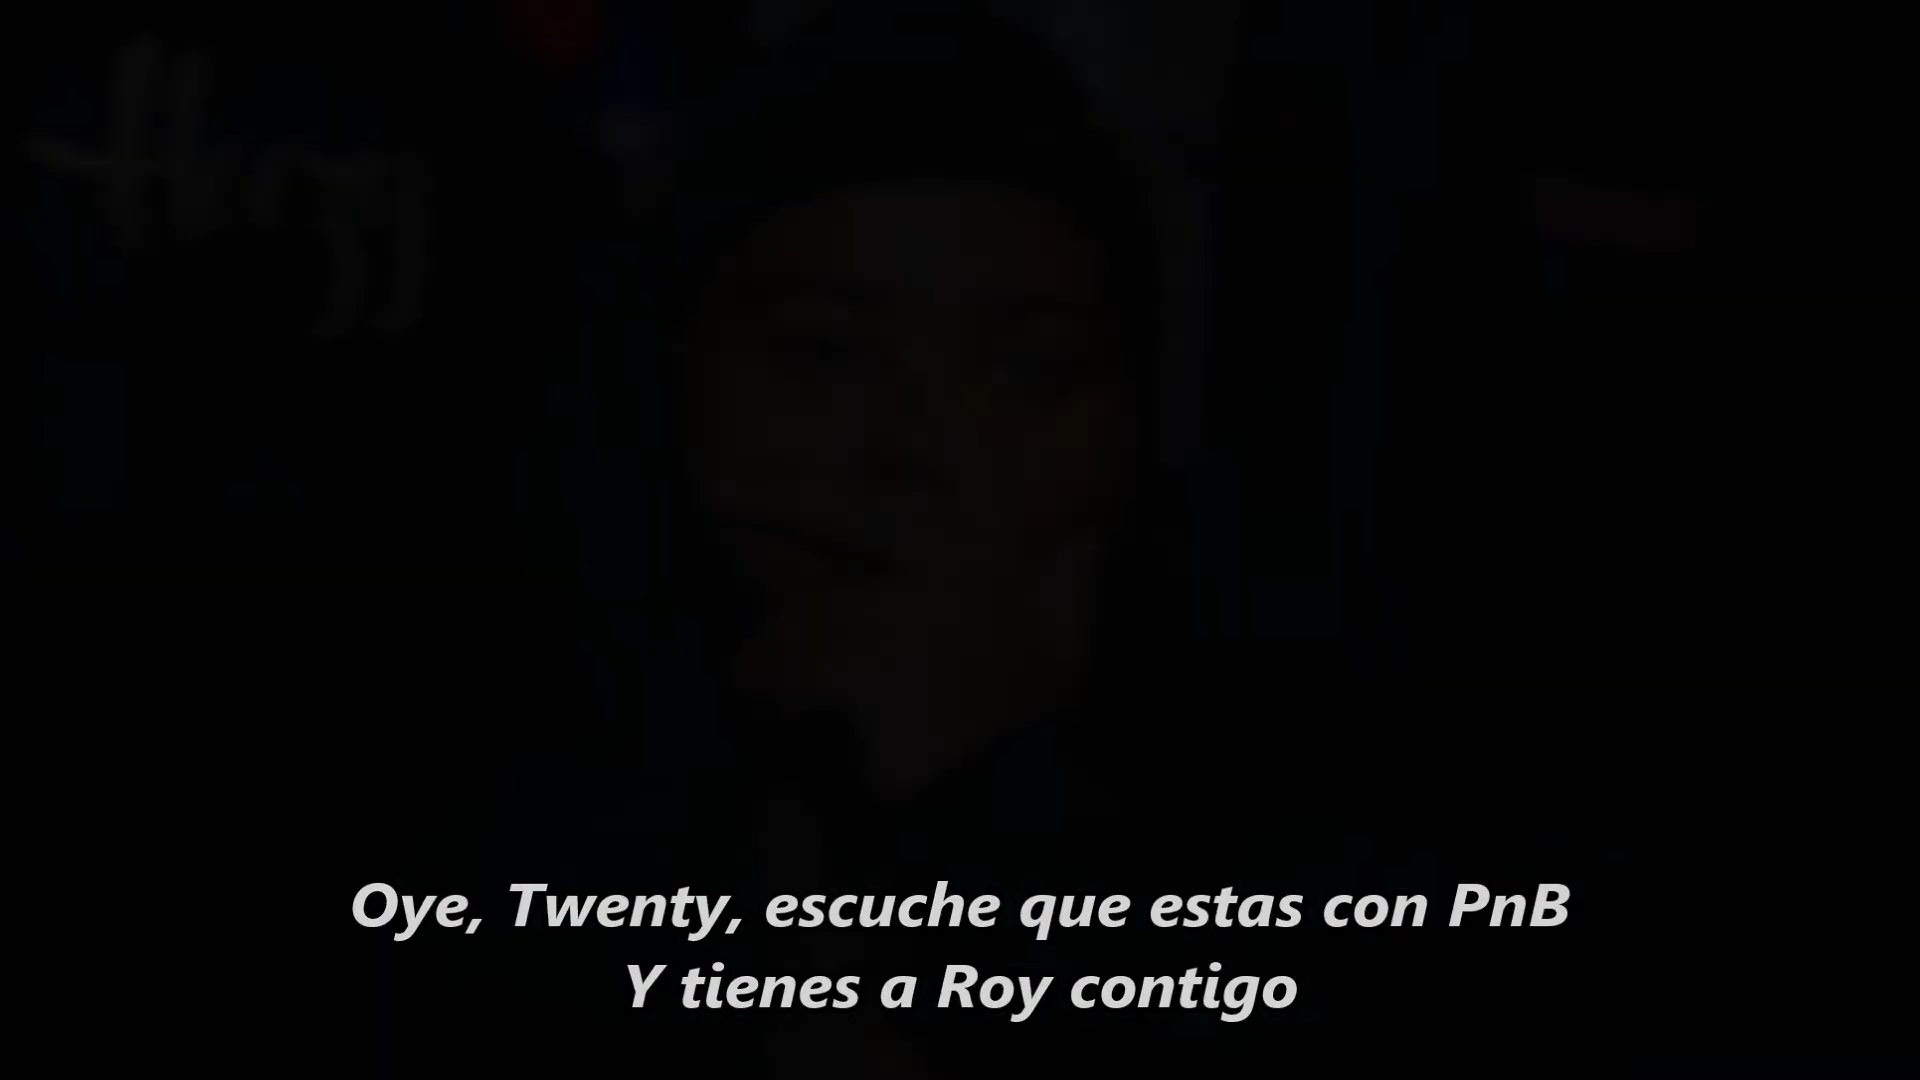 Oye, Twenty, escuche que estas con PnB
Y tienes a Roy contigo